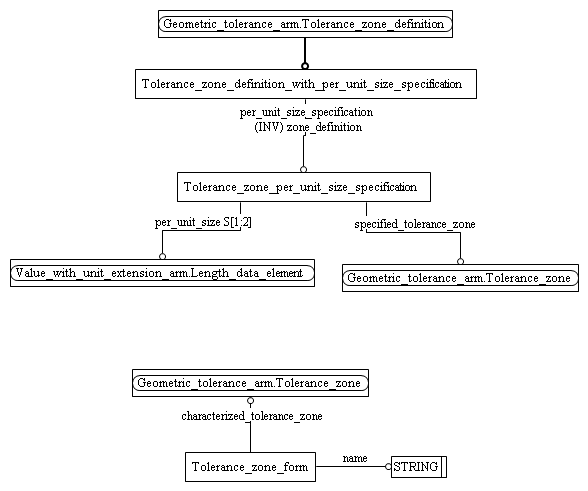 Geometric_tolerance_arm.Tolerance_zone_definition
Tolerance_zone_definition_with_per_unit_size_specification
per_unit_size_specification
(INV) zone_definition
Tolerance_zone_per_unit_size_specification
per_unit_size S[1:2]
specified_tolerance_zone
Value_with_unit_extension_arm.Length_data_element
Geometric_tolerance_arm.Tolerance_zone
Geometric_tolerance_arm.Tolerance_zone
characterized_tolerance_zone
Tolerance_zone_form
name
STRING